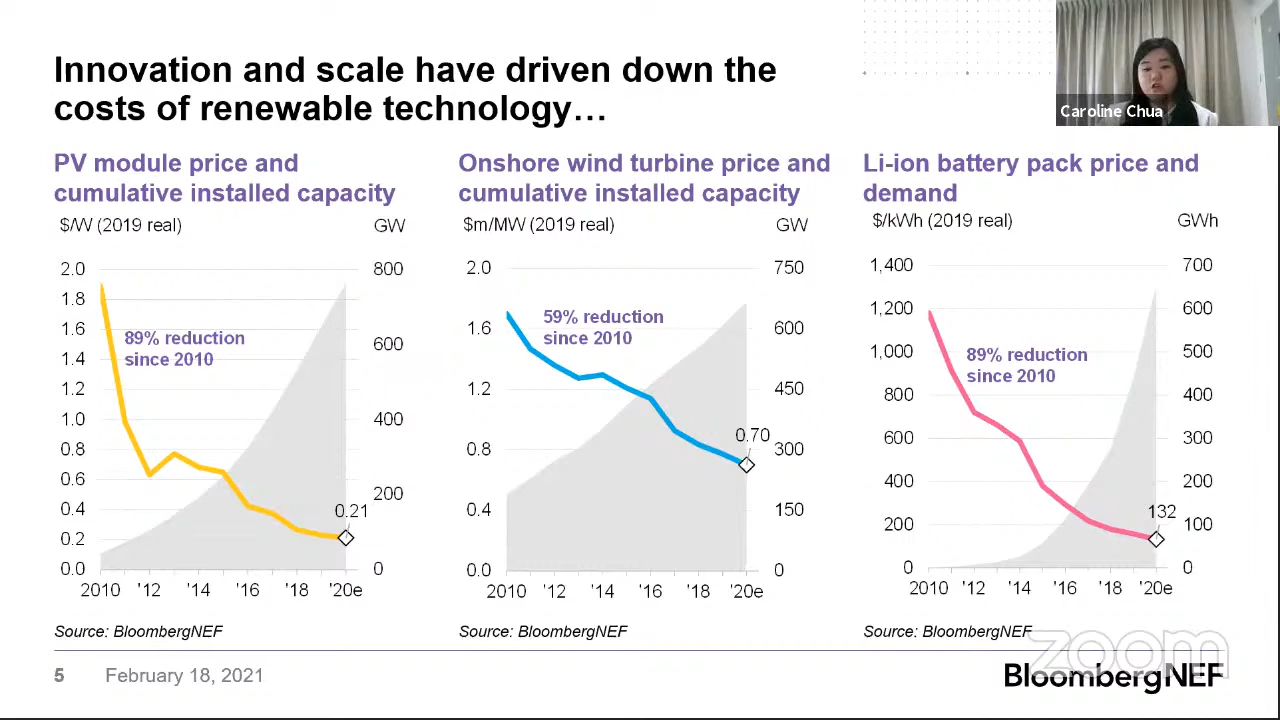 Innovation and scale have driven down the
costs of renewable technology…
Caroline Chua
PV module price and
cumulative installed capacity
$/W (2019 real)
GW
2.0
1.8
1.6
1.4
1.2
1.0
0.8
0.6
0.4
0.2
0.0
800
600
400
200
0
89% reduction
since 2010
0.21
2010 '12 '14 '16 '18 '20e
Source: BloombergNEF
Onshore wind turbine price and
cumulative installed capacity
$m/MW (2019 real)
GW
2.0
1.6
1.2
0.8
0.4
0.0
750
600
450
300
150
0
59% reduction
since 2010
0.70
2010 '12 '14 '16 '18 '20e
Source: BloombergNEF
Li-ion battery pack price and
demand
$/kWh (2019 real)
GWh
1,400
1,200
1,000
800
600
400
200
0
700
600
500
400
300
200
100
0
89% reduction
since 2010
132
2010 '12 '14 '16 '18 '20e
Source: BloombergNEF
zoom
5 February 18, 2021
BloombergNEF